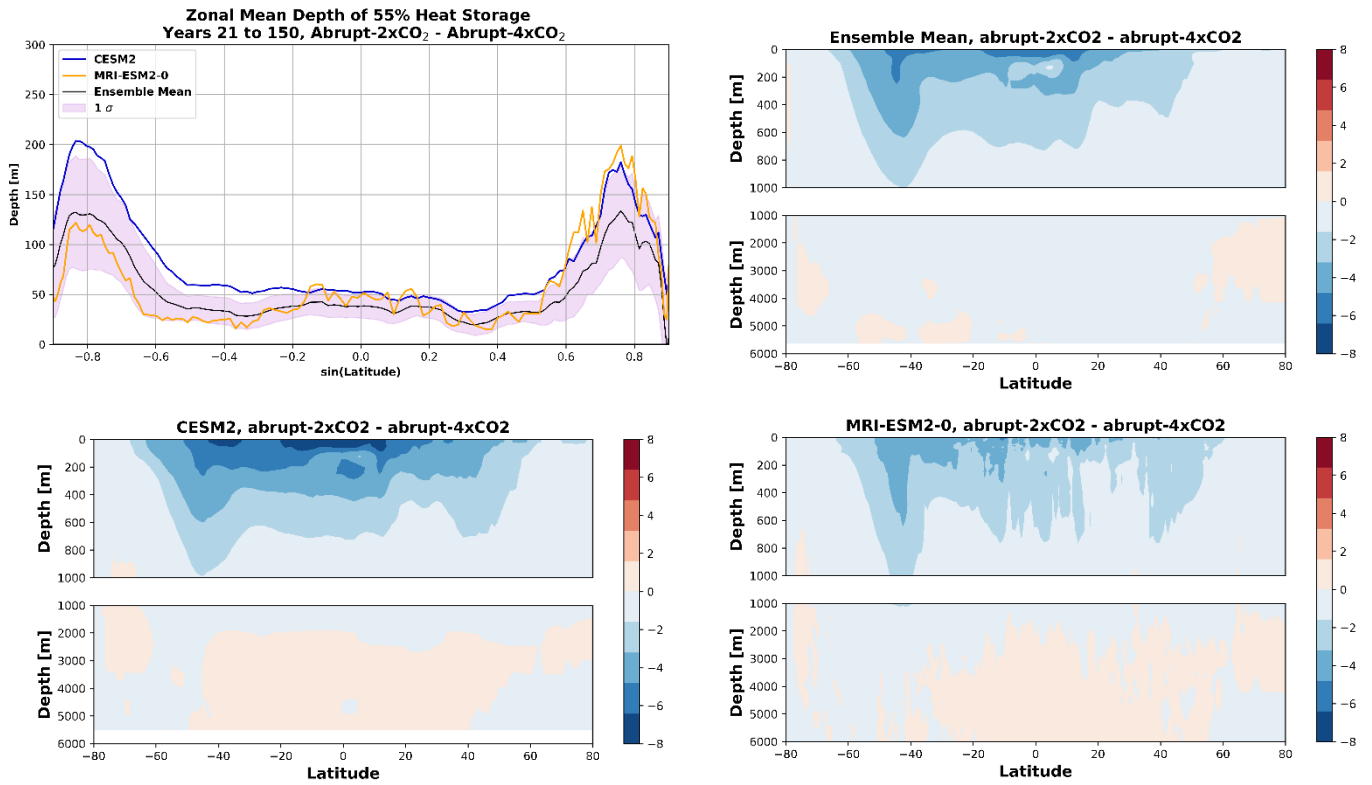 Zonal Mean Depth of 55% Heat Storage
Years 21 to 150, Abrupt-2xCO₂ - Abrupt-4xCO₂
300
250
200
150
100
50
0
Depth [m]
CESM2
MRI-ESM2-0
Ensemble Mean
1 σ
−0.8 −0.6 −0.4 −0.2 0.0 0.2 0.4 0.6 0.8
sin(Latitude)
Ensemble Mean, abrupt-2xCO2 - abrupt-4xCO2
0
200
400
600
800
1000
Depth [m]
1000
2000
3000
4000
5000
6000
Depth [m]
−80 −60 −40 −20 0 20 40 60 80
Latitude
8
6
4
2
0
−2
−4
−6
−8
CESM2, abrupt-2xCO2 - abrupt-4xCO2
0
200
400
600
800
1000
Depth [m]
1000
2000
3000
4000
5000
6000
Depth [m]
−80 −60 −40 −20 0 20 40 60 80
Latitude
8
6
4
2
0
−2
−4
−6
−8
MRI-ESM2-0, abrupt-2xCO2 - abrupt-4xCO2
0
200
400
600
800
1000
Depth [m]
1000
2000
3000
4000
5000
6000
Depth [m]
−80 −60 −40 −20 0 20 40 60 80
Latitude
8
6
4
2
0
−2
−4
−6
−8